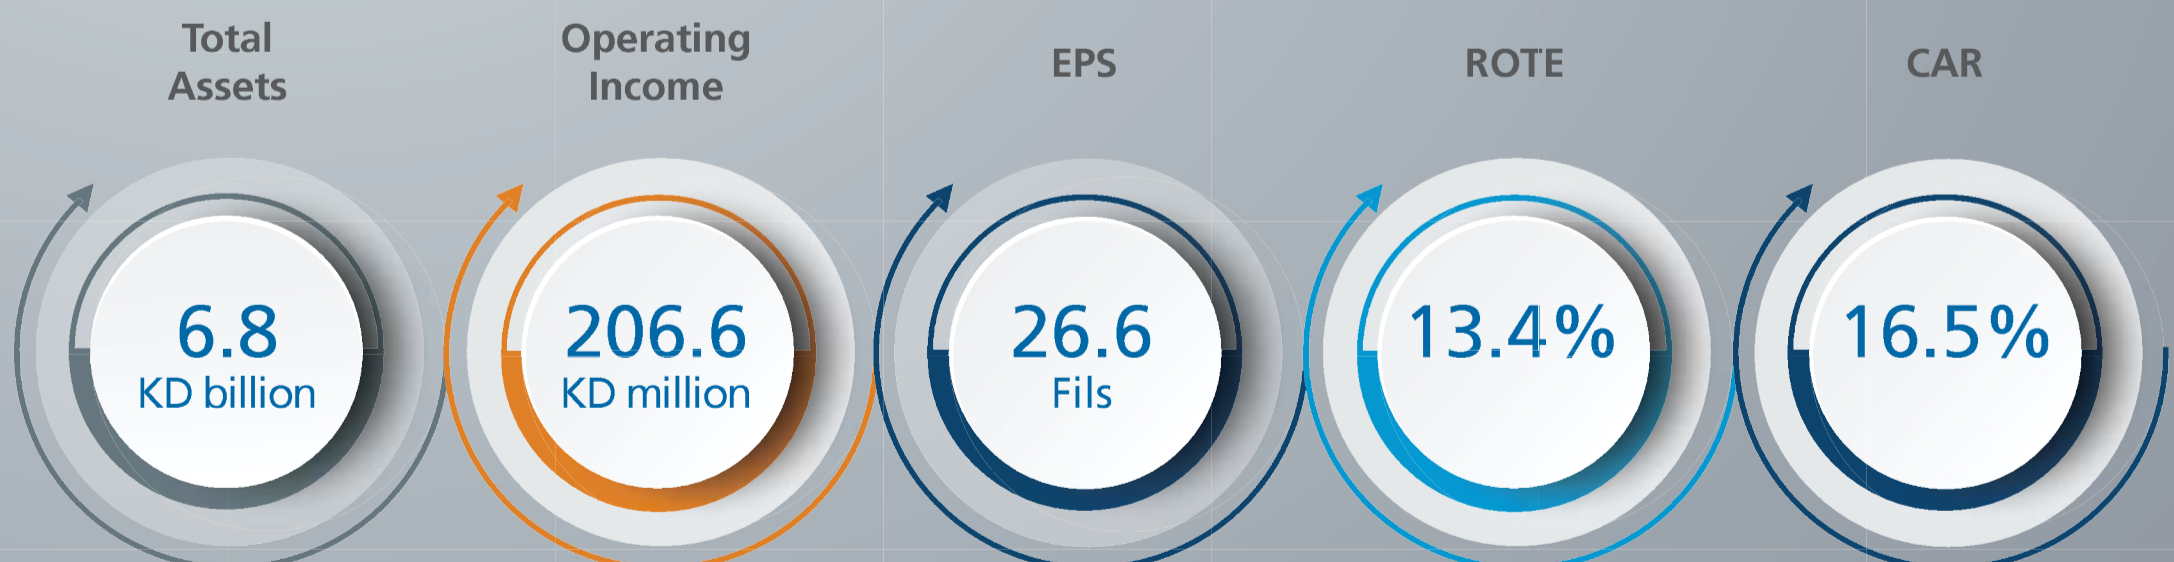 Total
Assets
6.8
KD billion
Operating
Income
206.6
KD million
EPS
26.6
Fils
ROTE
13.4%
CAR
16.5%